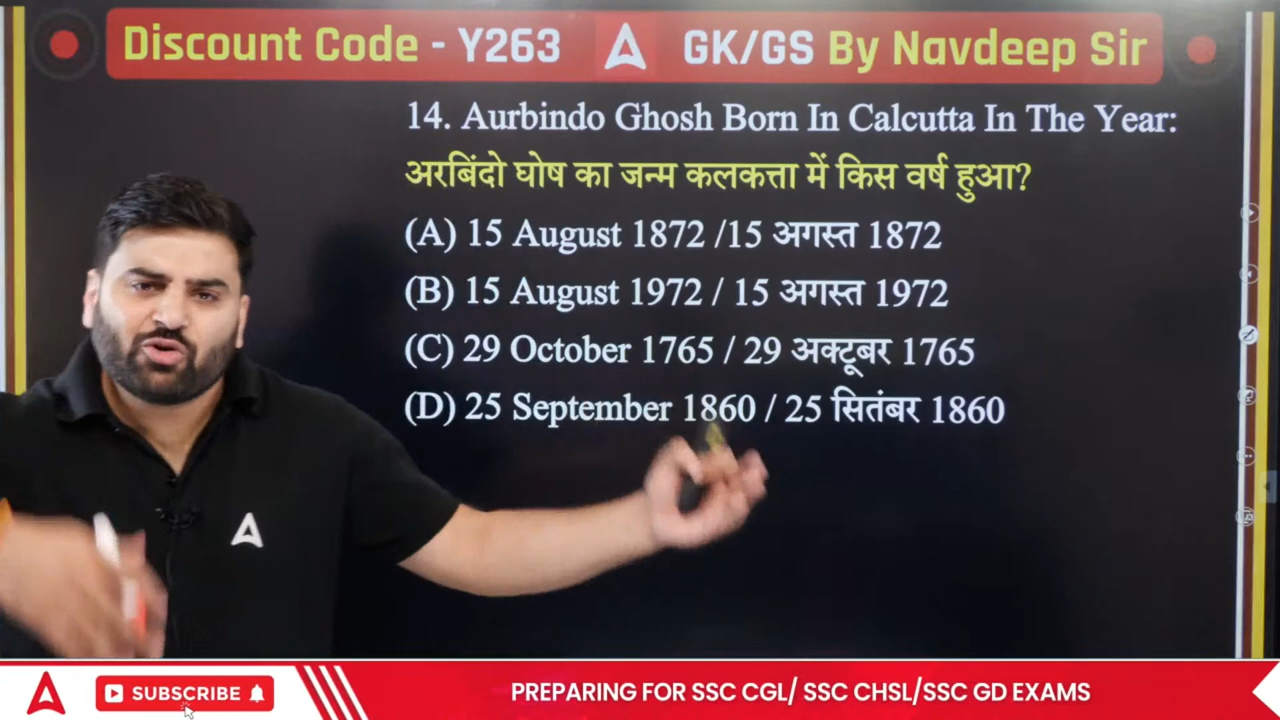 Discount Code - Y263 GK/GS By Navdeep Sir
14. Aurbindo Ghosh Born In Calcutta In The Year:
अरबिंदो घोष का जन्म कलकत्ता में किस वर्ष हुआ?
(A) 15 August 1872 /15 अगस्त 1872
(B) 15 August 1972 / 15 अगस्त 1972
(C) 29 October 1765 / 29 अक्टूबर 1765
(D) 25 September 1860 / 25 सितंबर 1860
SUBSCRIBE
PREPARING FOR SSC CGL/ SSC CHSL/SSC GD EXAMS